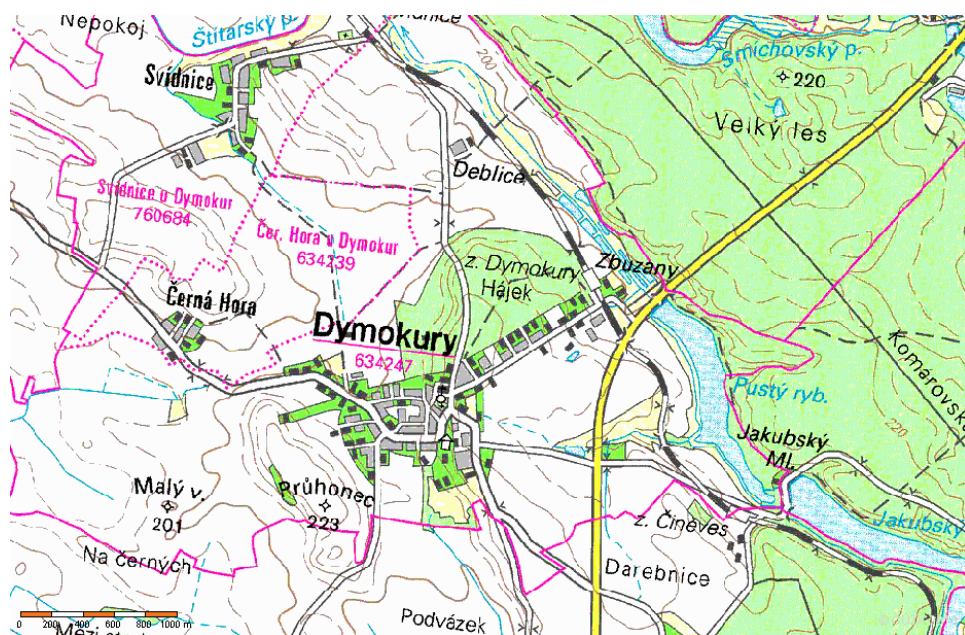 Nepokoj
Štítarský p.
Svídnice
Smíchovský p.
220
Velký les
Deblice
Svídnice u Dymokur
760684
Čer. Hora u Dymokur
634239
z. Dymokury
Hájek
Zbuzany
Černá Hora
Dymokury
634247
Komarovsk
Pustý ryb.
220
200
Jakubský
Ml.
Malý v.
201
Průhonec
223
z. Činěves
Jakubský
Na černých
Darebnice
Podvázek
0 200 400 600 800 1000 m